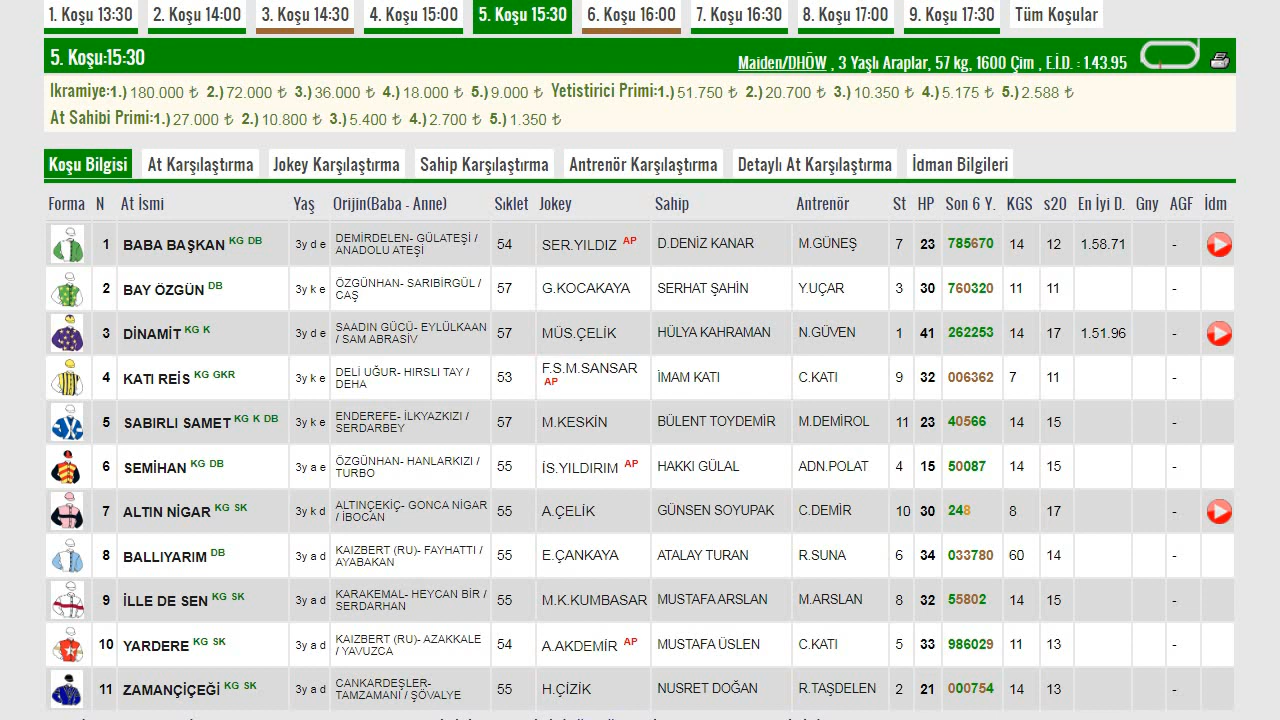 1. Koşu 13:30 2. Koşu 14:00 3. Koşu 14:30 4. Koşu 15:00 5. Koşu 15:30 6. Koşu 16:00 7. Koşu 16:30 8. Koşu 17:00 9. Koşu 17:30 Tüm Koşular
5. Koşu:15:30 Maiden/DHÖW , 3 Yaşlı Araplar, 57 kg, 1600 Çim , E.İ.D. : 1.43.95
Ikramiye:1.) 180.000 ₺ 2.) 72.000 ₺ 3.) 36.000 ₺ 4.) 18.000 ₺ 5.) 9.000 ₺ Yetistirici Primi:1.) 51.750 ₺ 2.) 20.700 ₺ 3.) 10.350 ₺ 4.) 5.175 ₺ 5.) 2.588 ₺
At Sahibi Primi:1.) 27.000 ₺ 2.) 10.800 ₺ 3.) 5.400 ₺ 4.) 2.700 ₺ 5.) 1.350 ₺
Koşu Bilgisi At Karşılaştırma Jokey Karşılaştırma Sahip Karşılaştırma Antrenör Karşılaştırma Detaylı At Karşılaştırma İdman Bilgileri
Forma N At İsmi Yaş Orijin(Baba - Anne) Sıklet Jokey Sahip Antrenör St HP Son 6 Y. KGS s20 En İyi D. Gny AGF İdm
1 BABA BAŞKAN KG DB 3y d e DEMİRDELEN- GÜLATEŞİ / ANADOLU ATEŞİ 54 SER.YILDIZ AP D.DENİZ KANAR M.GÜNEŞ 7 23 785670 14 12 1.58.71 -
2 BAY ÖZGÜN DB 3y k e ÖZGÜNHAN- SARIBİRGÜL / CAŞ 57 G.KOCAKAYA SERHAT ŞAHİN Y.UÇAR 3 30 760320 11 11 -
3 DİNAMİT KG K 3y d e SAADIN GÜCÜ- EYLÜLKAAN / SAM ABRASİV 57 MÜS.ÇELİK HÜLYA KAHRAMAN N.GÜVEN 1 41 262253 14 17 1.51.96 -
4 KATI REİS KG GKR 3y k e DELİ UĞUR- HIRSLI TAY / DEHA 53 F.S.M.SANSAR AP İMAM KATI C.KATI 9 32 006362 7 11 -
5 SABIRLI SAMET KG K DB 3y k e ENDEREFE- İLKYAZKIZI / SERDARBEY 57 M.KESKİN BÜLENT TOYDEMİR M.DEMİROL 11 23 40566 14 15 -
6 SEMİHAN KG DB 3y a e ÖZGÜNHAN- HANLARKIZI / TURBO 55 İS.YILDIRIM AP HAKKI GÜLAL ADN.POLAT 4 15 50087 14 15 -
7 ALTIN NİGAR KG SK 3y k d ALTINÇEKİÇ- GONCA NİGAR / İBOCAN 55 A.ÇELİK GÜNSEN SOYUPAK C.DEMİR 10 30 248 8 17 -
8 BALLIYARIM DB 3y a d KAIZBERT (RU)- FAYHATTI / AYABAKAN 55 E.ÇANKAYA ATALAY TURAN R.SUNA 6 34 033780 60 14 -
9 İLLE DE SEN KG SK 3y a d KARAKEMAL- HEYCAN BİR / SERDARHAN 55 M.K.KUMBASAR MUSTAFA ARSLAN M.ARSLAN 8 32 55802 14 15 -
10 YARDERE KG SK 3y a d KAIZBERT (RU)- AZAKKALE / YAVUZCA 54 A.AKDEMİR AP MUSTAFA ÜSLEN C.KATI 5 33 986029 11 13 -
11 ZAMANÇİÇEĞİ KG SK 3y a d CANKARDEŞLER- TAMZAMANI / ŞÖVALYE 55 H.ÇİZİK NUSRET DOĞAN R.TAŞDELEN 2 21 000754 14 13 -